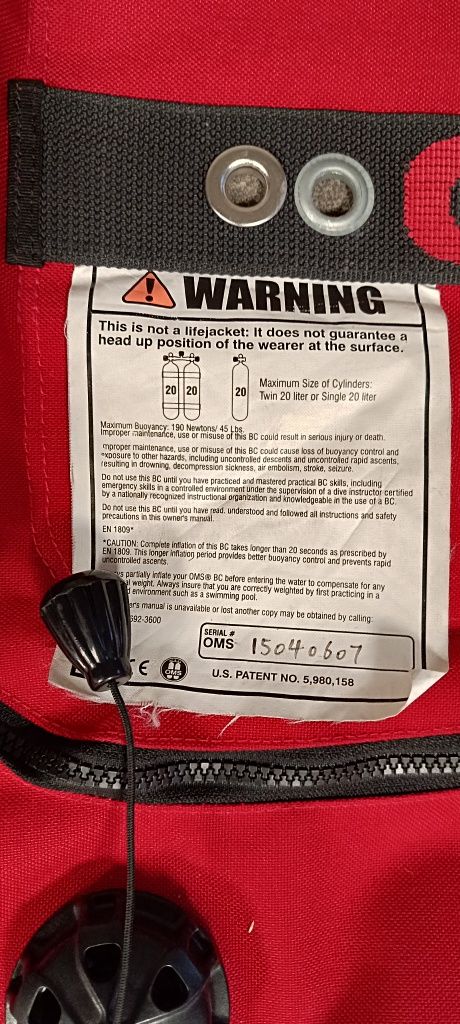 WARNING
This is not a lifejacket: It does not guarantee a
head up position of the wearer at the surface.
20 20 20
Maximum Size of Cylinders:
Twin 20 liter or Single 20 liter
Maximum Buoyancy: 190 Newtons/ 45 Lbs.
Improper maintenance, use or misuse of this BC could result in serious injury or death.
mproper maintenance, use or misuse of this BC could cause loss of buoyancy control and
exposure to other hazards, including uncontrolled descents and uncontrolled rapid ascents,
resulting in drowning, decompression sickness, air embolism, stroke, seizure.
Do not use this BC until you have practiced and mastered practical BC skills, including
emergency skills in a controlled environment under the supervision of a dive instructor certified
by a nationally recognized instructional organization and knowledgeable in the use of a BC.
Do not use this BC until you have read, understood and followed all instructions and safety
precautions in this owner's manual.
EN 1809*
*CAUTION: Complete inflation of this BC takes longer than 20 seconds as prescribed by
EN 1809. This longer inflation period provides better buoyancy control and prevents rapid
uncontrolled ascents.
ys partially inflate your OMS® BC before entering the water to compensate for any
al weight. Always insure that you are correctly weighted by first practicing in a
d environment such as a swimming pool.
er's manual is unavailable or lost another copy may be obtained by calling:
592-3600
SERIAL #
OMS 15040607
CE OMS
U.S. PATENT NO. 5,980,158